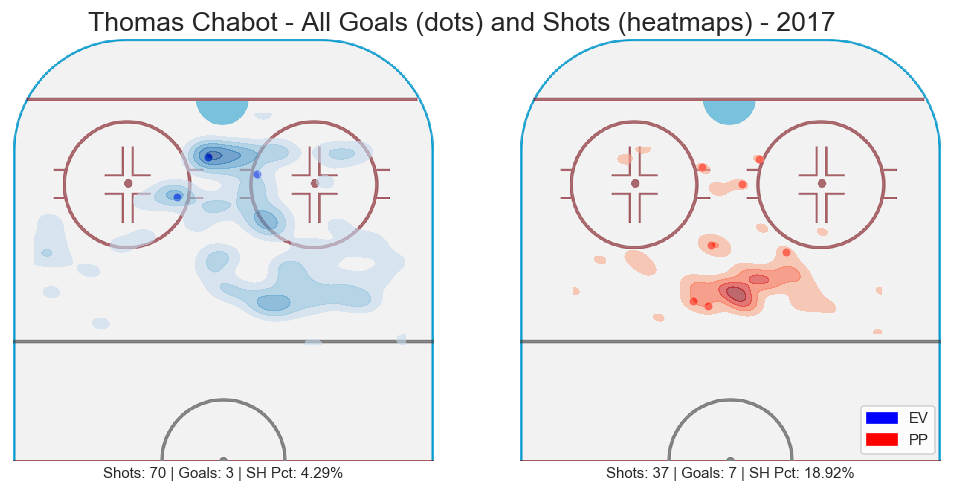 Thomas Chabot - All Goals (dots) and Shots (heatmaps) - 2017
EV
PP
Shots: 70 | Goals: 3 | SH Pct: 4.29%
Shots: 37 | Goals: 7 | SH Pct: 18.92%